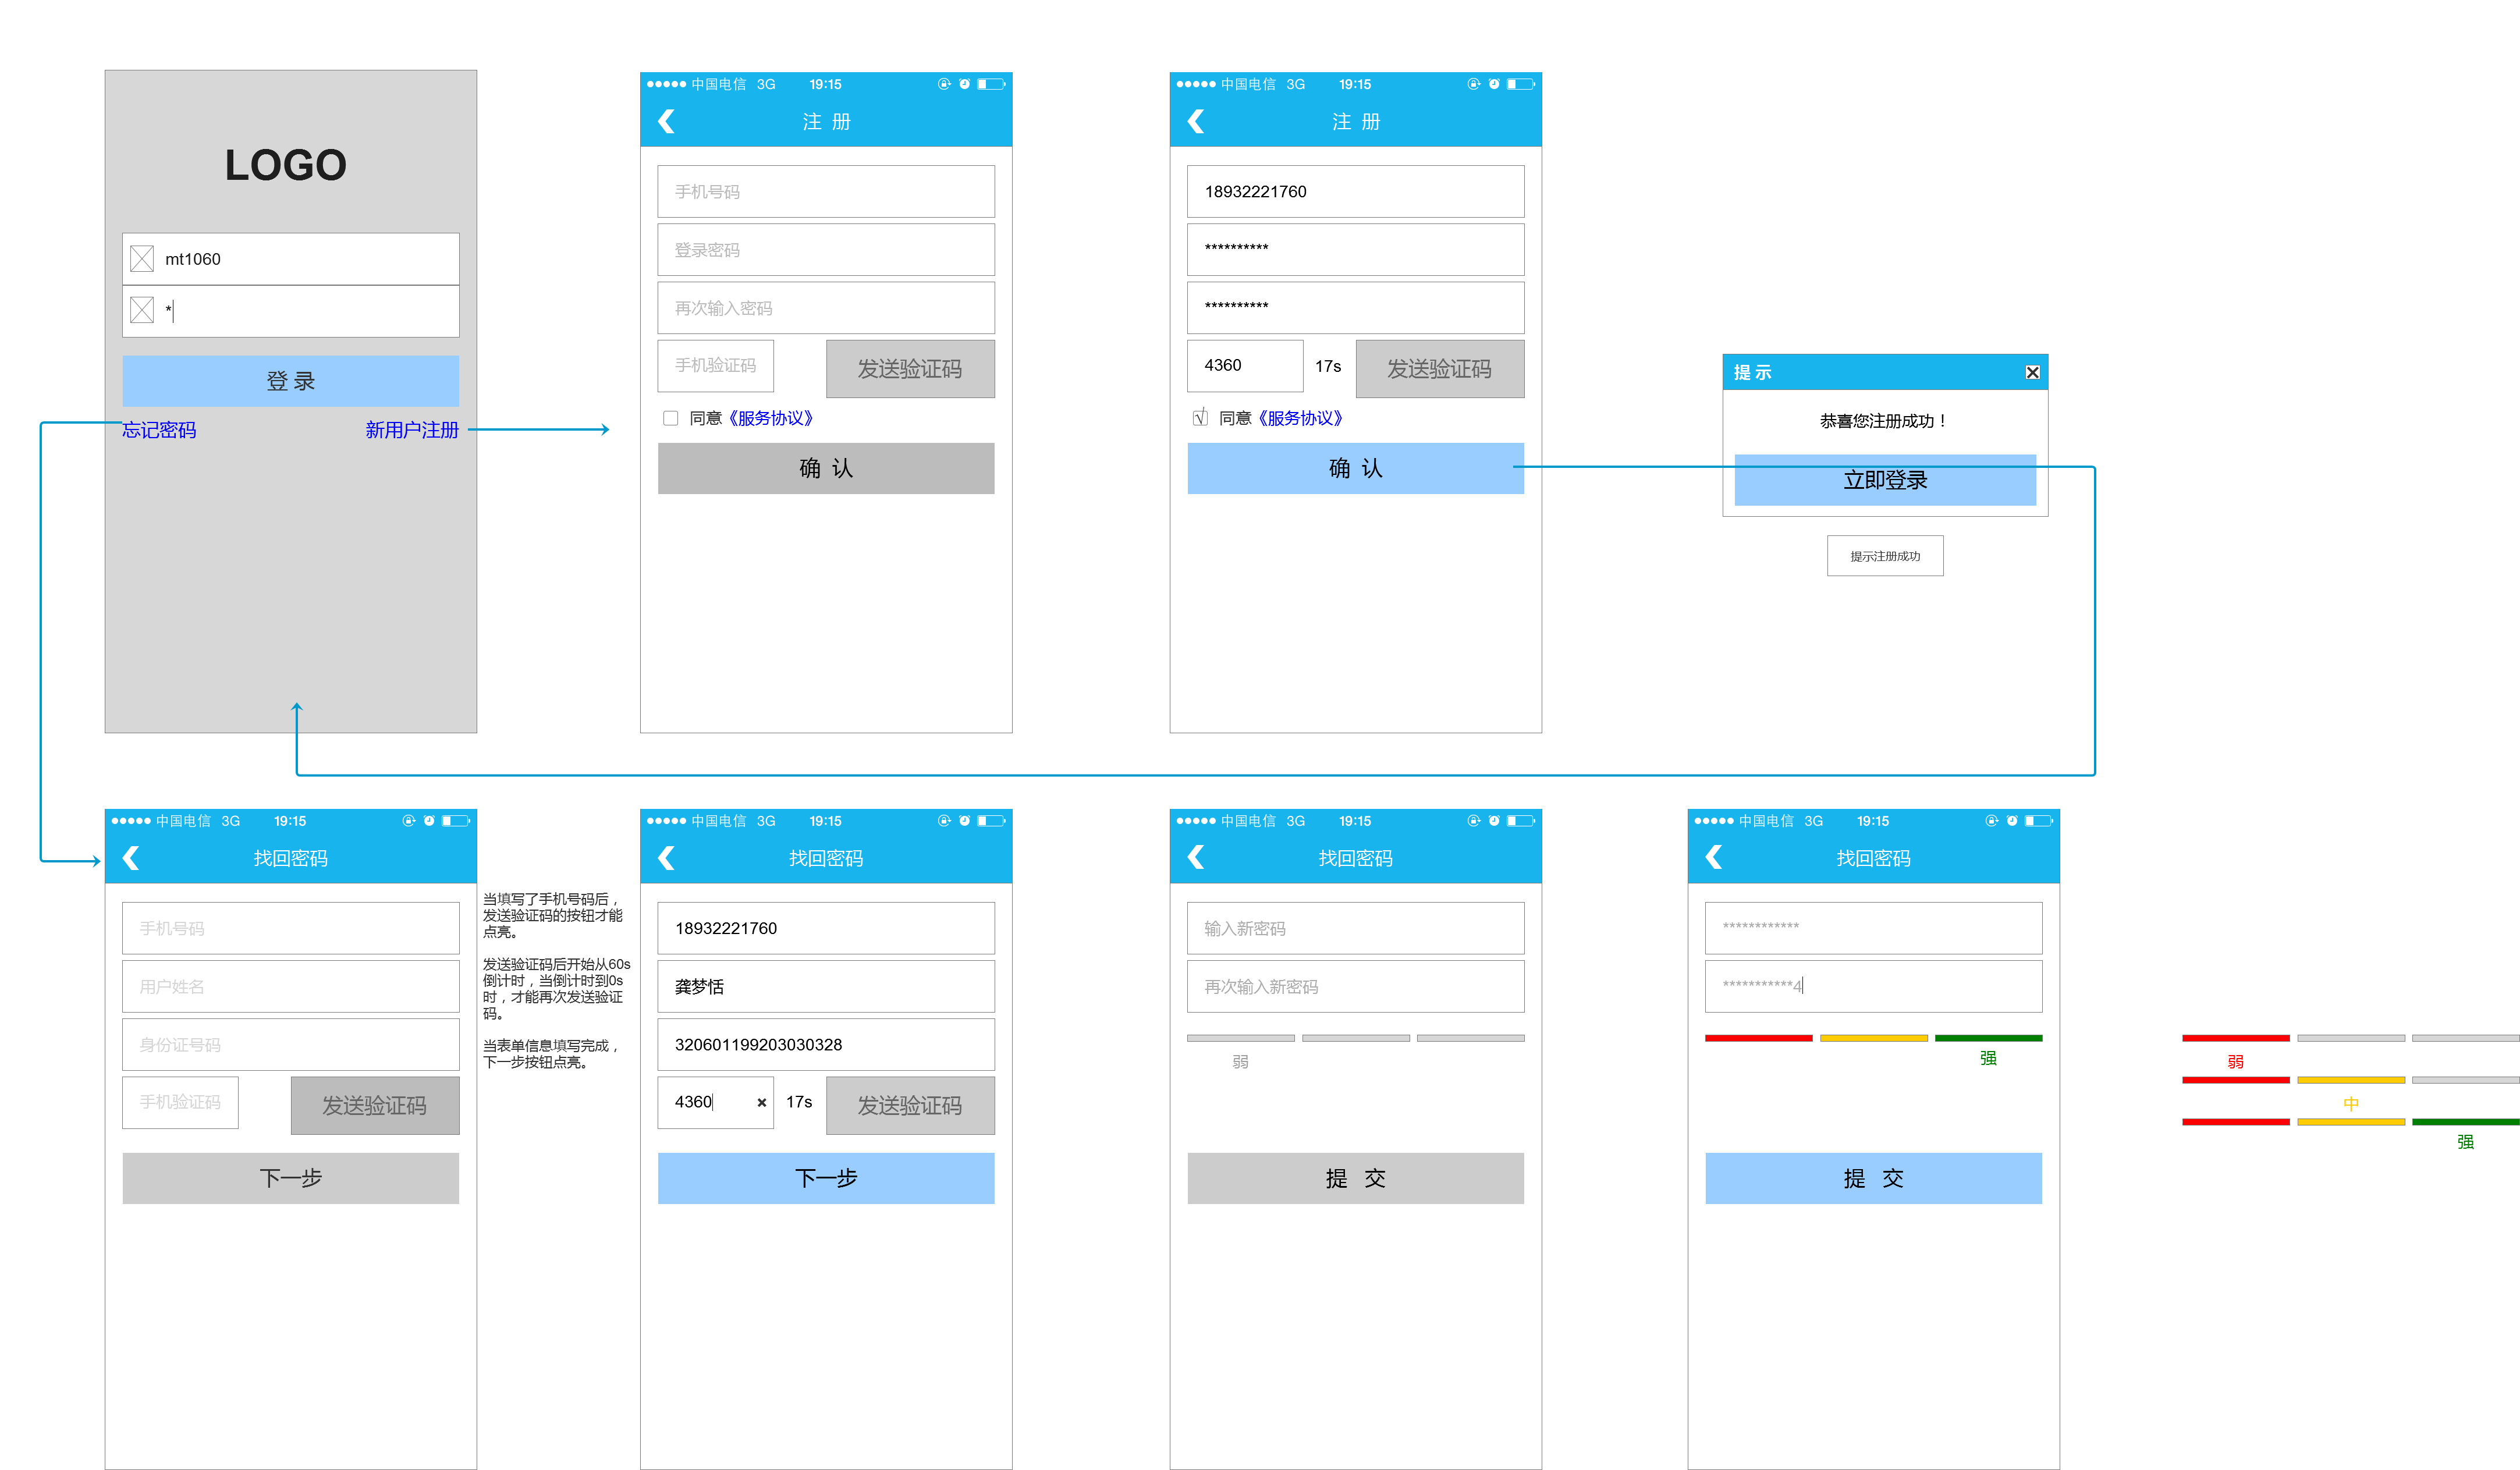 LOGO
mt1060
*
登 录
忘记密码
新用户注册
中国电信 3G 19:15
注 册
手机号码
登录密码
再次输入密码
手机验证码
发送验证码
同意《服务协议》
确 认
中国电信 3G 19:15
注 册
18932221760
**********
**********
4360
17s
发送验证码
√
同意《服务协议》
确 认
提 示
恭喜您注册成功！
立即登录
提示注册成功
中国电信 3G 19:15
找回密码
手机号码
用户姓名
身份证号码
手机验证码
发送验证码
下一步
当填写了手机号码后，
发送验证码的按钮才能
点亮。
发送验证码后开始从60s
倒计时，当倒计时到0s
时，才能再次发送验证
码。
当表单信息填写完成，
下一步按钮点亮。
中国电信 3G 19:15
找回密码
18932221760
龚梦恬
320601199203030328
4360
17s
发送验证码
下一步
中国电信 3G 19:15
找回密码
输入新密码
再次输入新密码
弱
提 交
中国电信 3G 19:15
找回密码
************
***********4
强
提 交
弱
中
强